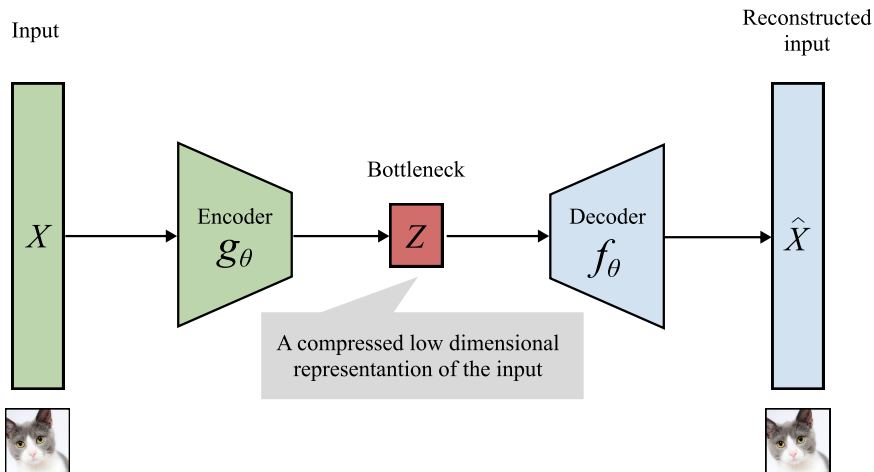 Input
Reconstructed
input
Bottleneck
X
Encoder
gθ
Z
Decoder
fθ
X̂
A compressed low dimensional
representantion of the input